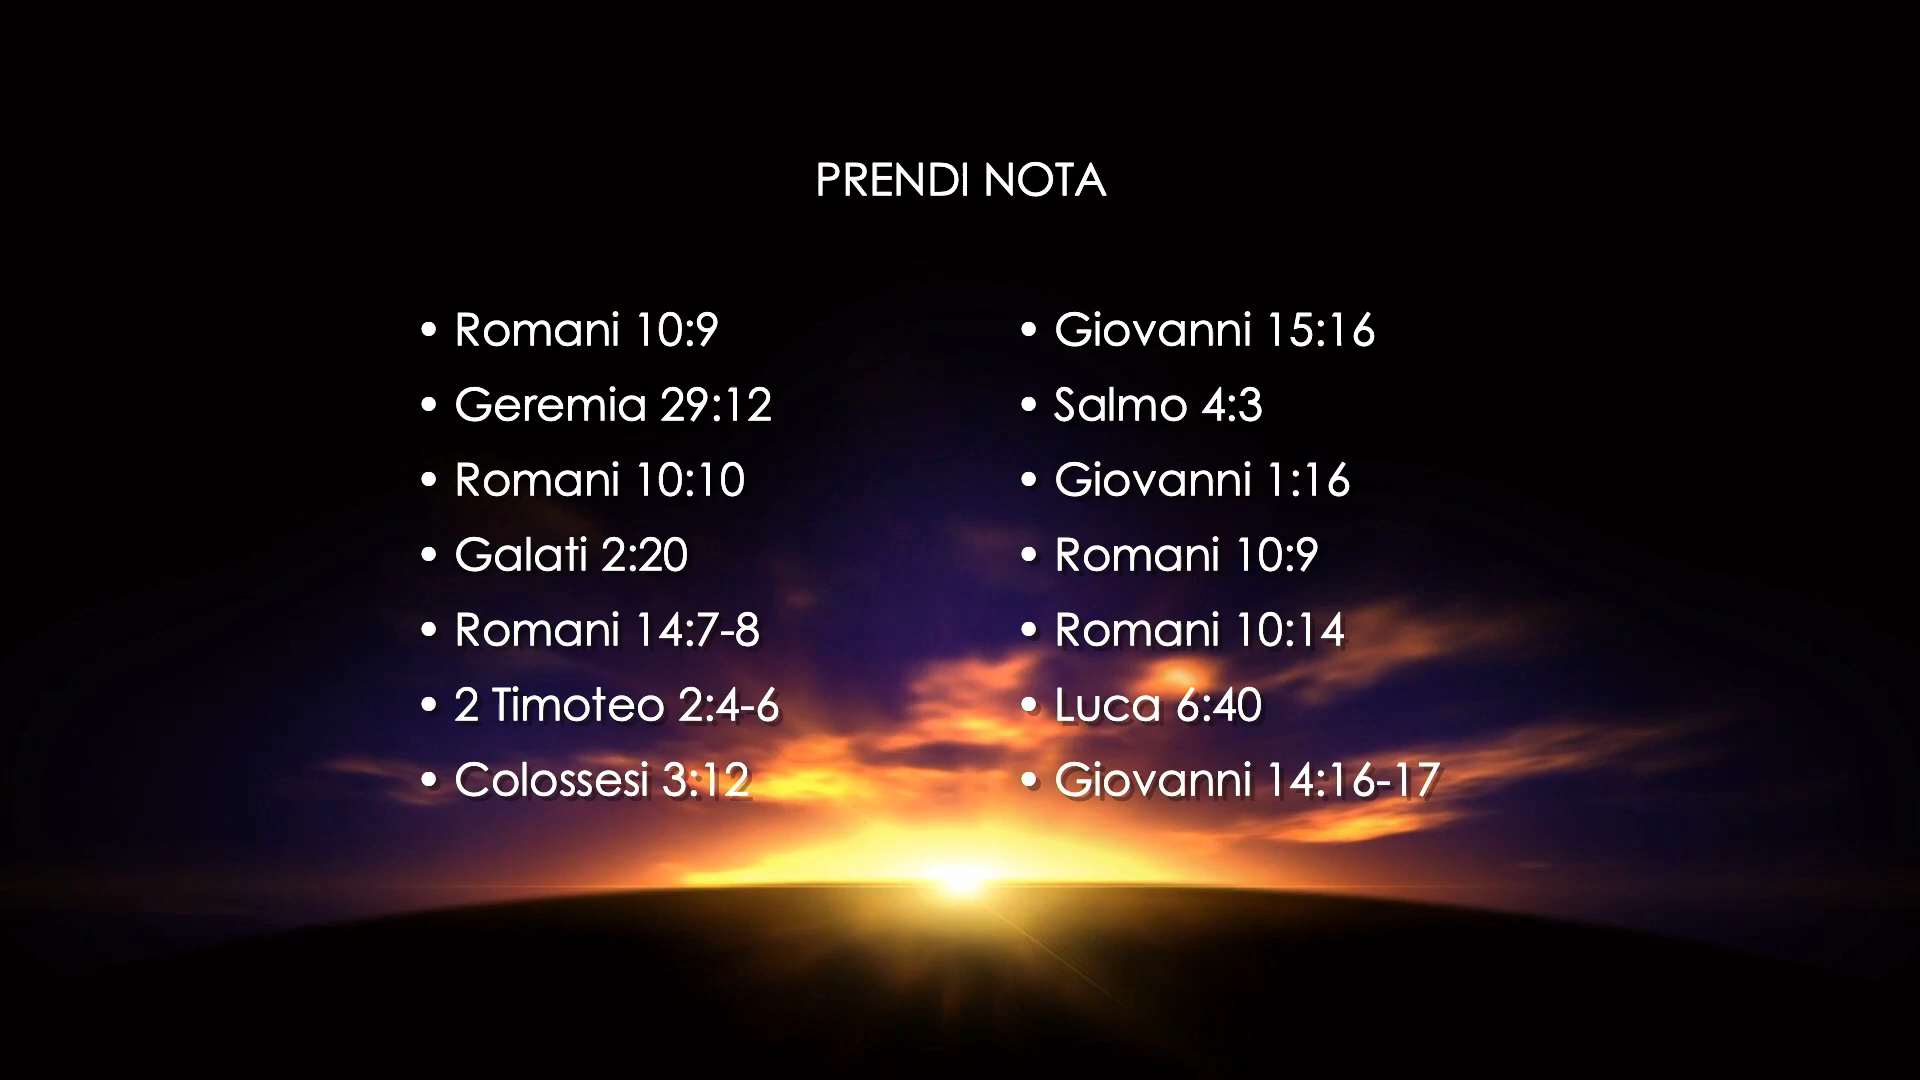 PRENDI NOTA
• Romani 10:9
• Geremia 29:12
• Romani 10:10
• Galati 2:20
• Romani 14:7-8
• 2 Timoteo 2:4-6
• Colossesi 3:12
• Giovanni 15:16
• Salmo 4:3
• Giovanni 1:16
• Romani 10:9
• Romani 10:14
• Luca 6:40
• Giovanni 14:16-17